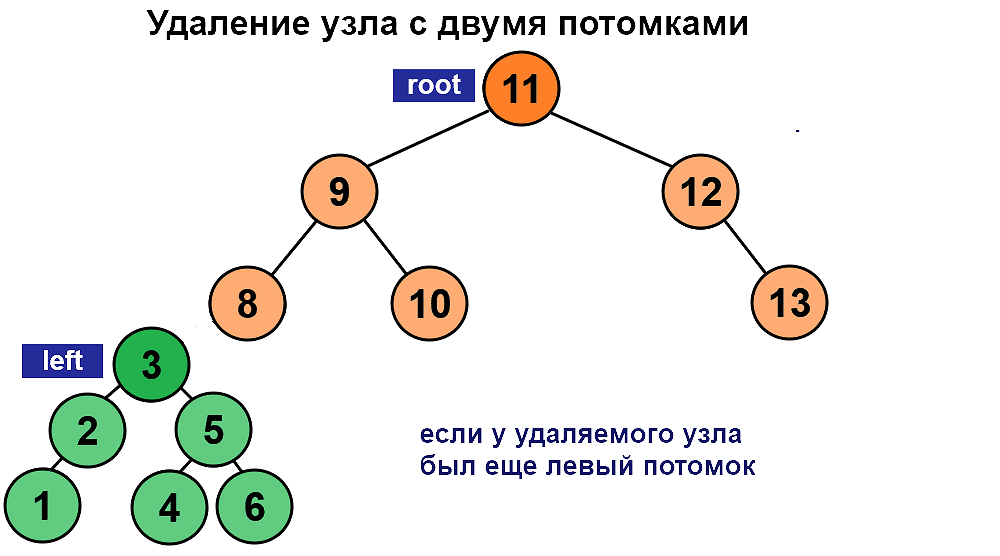 Удаление узла с двумя потомками
root
11
9
12
8
10
13
left
3
2
5
1
4
6
если у удаляемого узла
был еще левый потомок